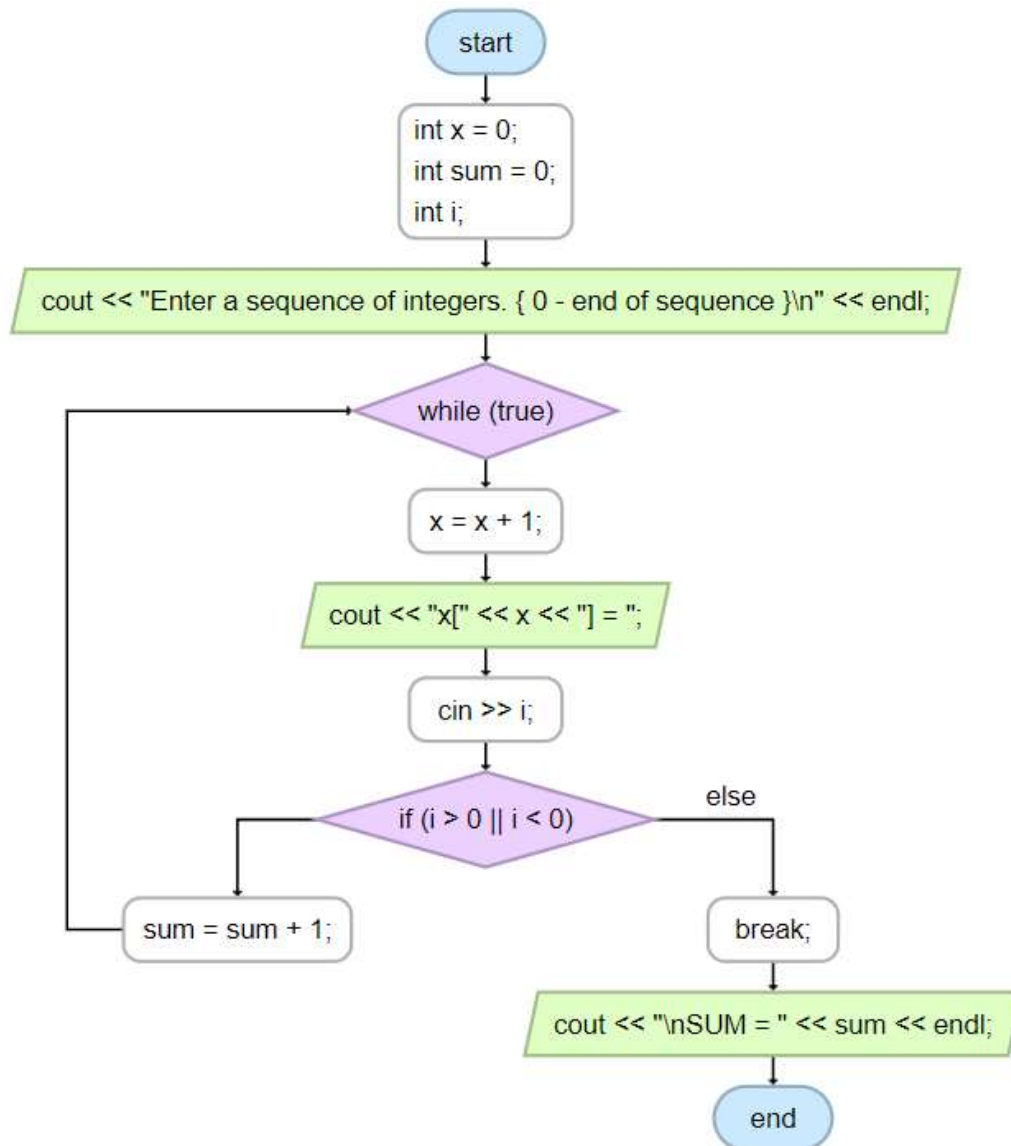 start
int x = 0;
int sum = 0;
int i;
cout << "Enter a sequence of integers. { 0 - end of sequence }\n" << endl;
while (true)
x = x + 1;
cout << "x[" << x << "] = ";
cin >> i;
if (i > 0 || i < 0)
else
sum = sum + 1;
break;
cout << "\nSUM = " << sum << endl;
end